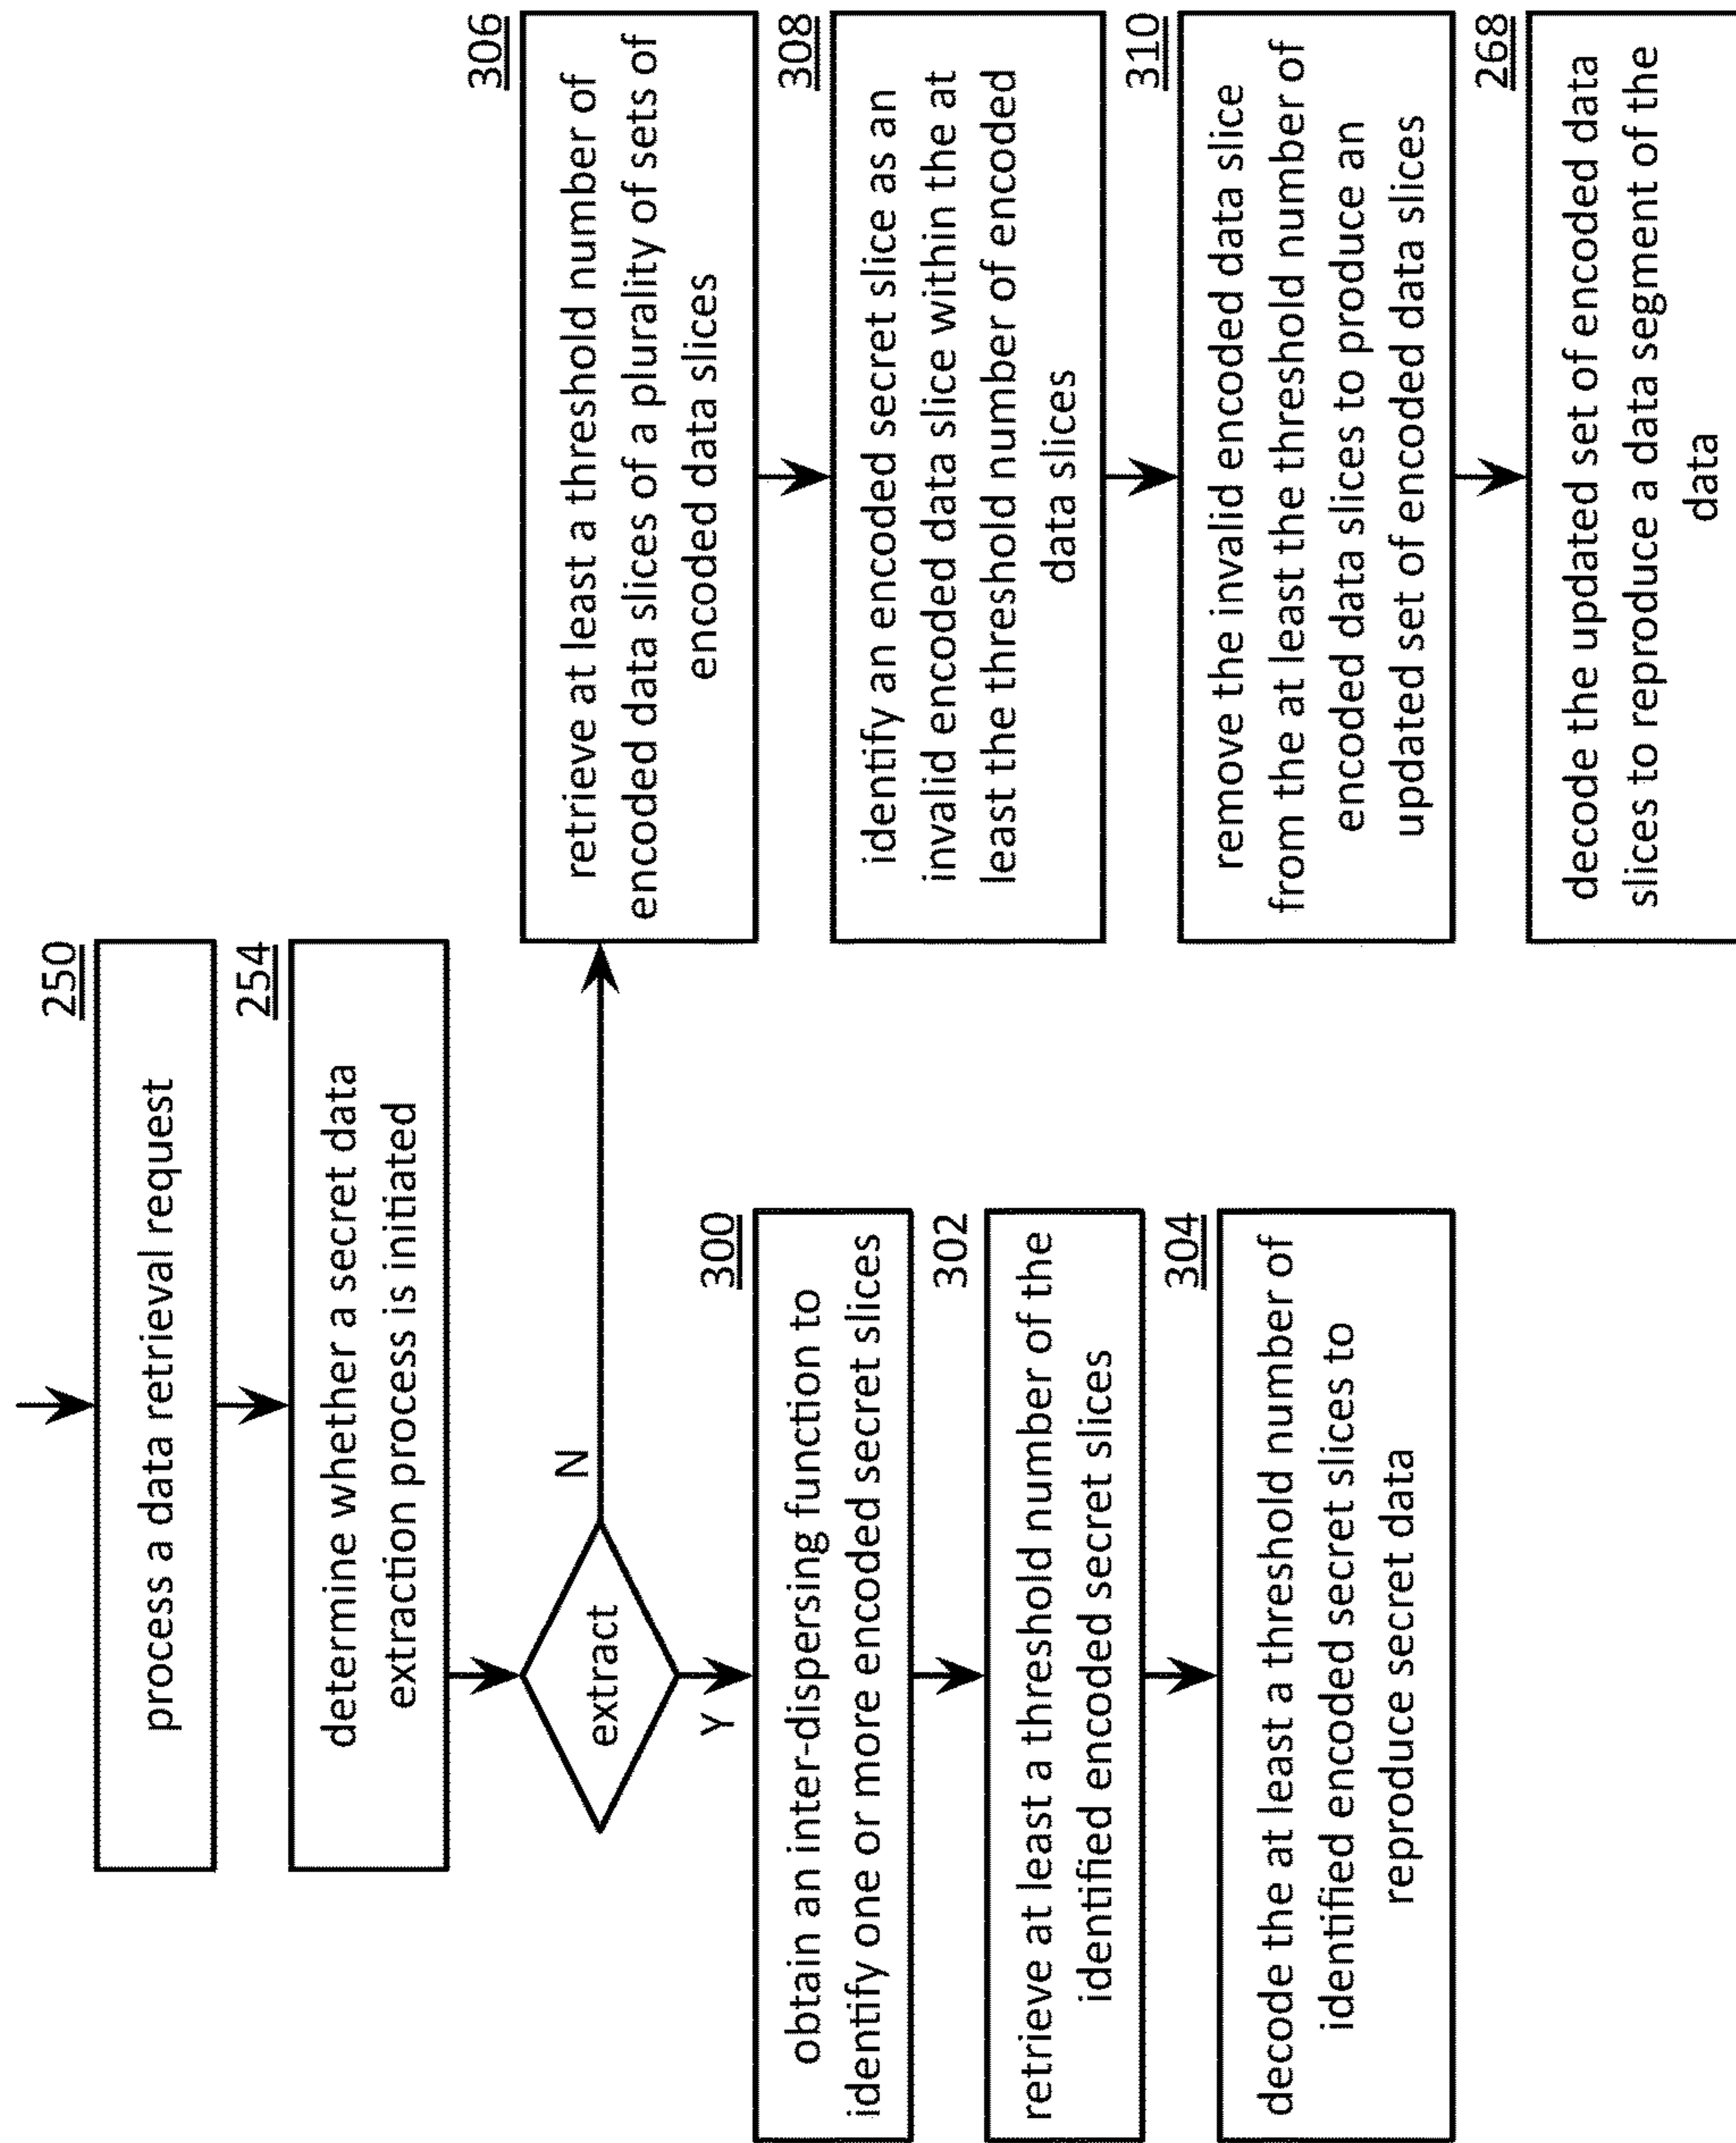 250
process a data retrieval request
254
determine whether a secret data
extraction process is initiated
extract
N
Y
300
obtain an inter-dispersing function to
identify one or more encoded secret slices
302
retrieve at least a threshold number of the
identified encoded secret slices
304
decode the at least a threshold number of
identified encoded secret slices to
reproduce secret data
306
retrieve at least a threshold number of
encoded data slices of a plurality of sets of
encoded data slices
308
identify an encoded secret slice as an
invalid encoded data slice within the at
least the threshold number of encoded
data slices
310
remove the invalid encoded data slice
from the at least the threshold number of
encoded data slices to produce an
updated set of encoded data slices
268
decode the updated set of encoded data
slices to reproduce a data segment of the
data